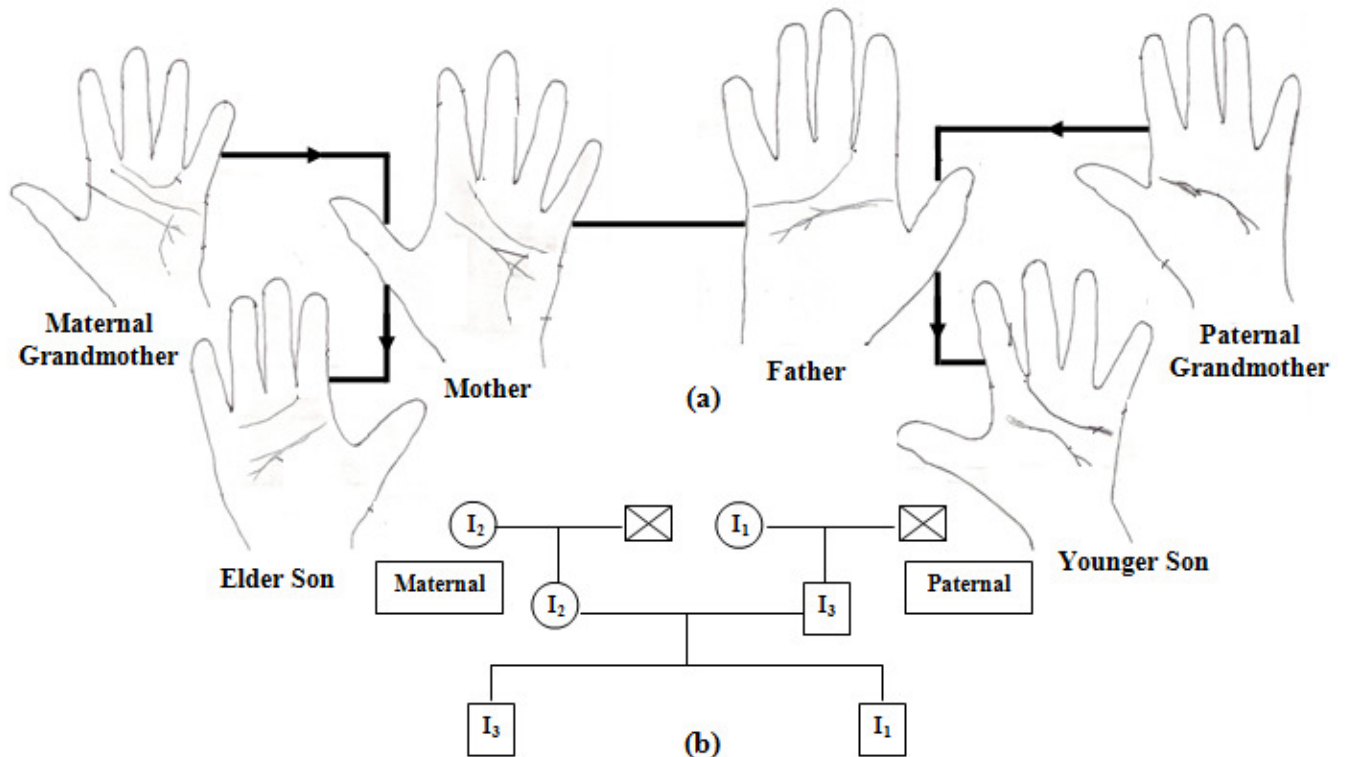 Maternal
Grandmother
Mother
Father
Paternal
Grandmother
(a)
Elder Son
Younger Son
I₂
I₁
Maternal
Paternal
I₂
I₃
I₃
I₁
(b)